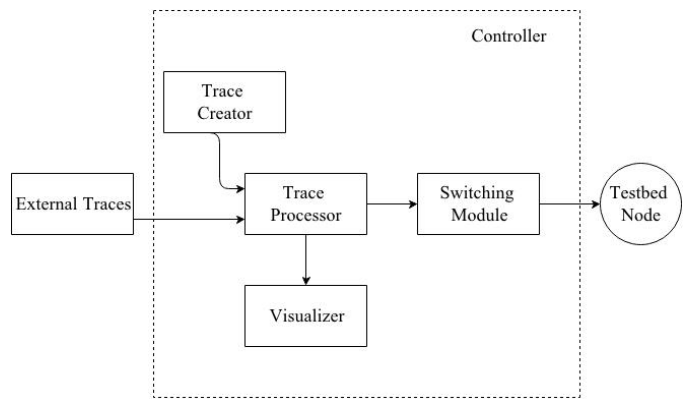 Controller
Trace
Creator
External Traces
Trace
Processor
Switching
Module
Testbed
Node
Visualizer